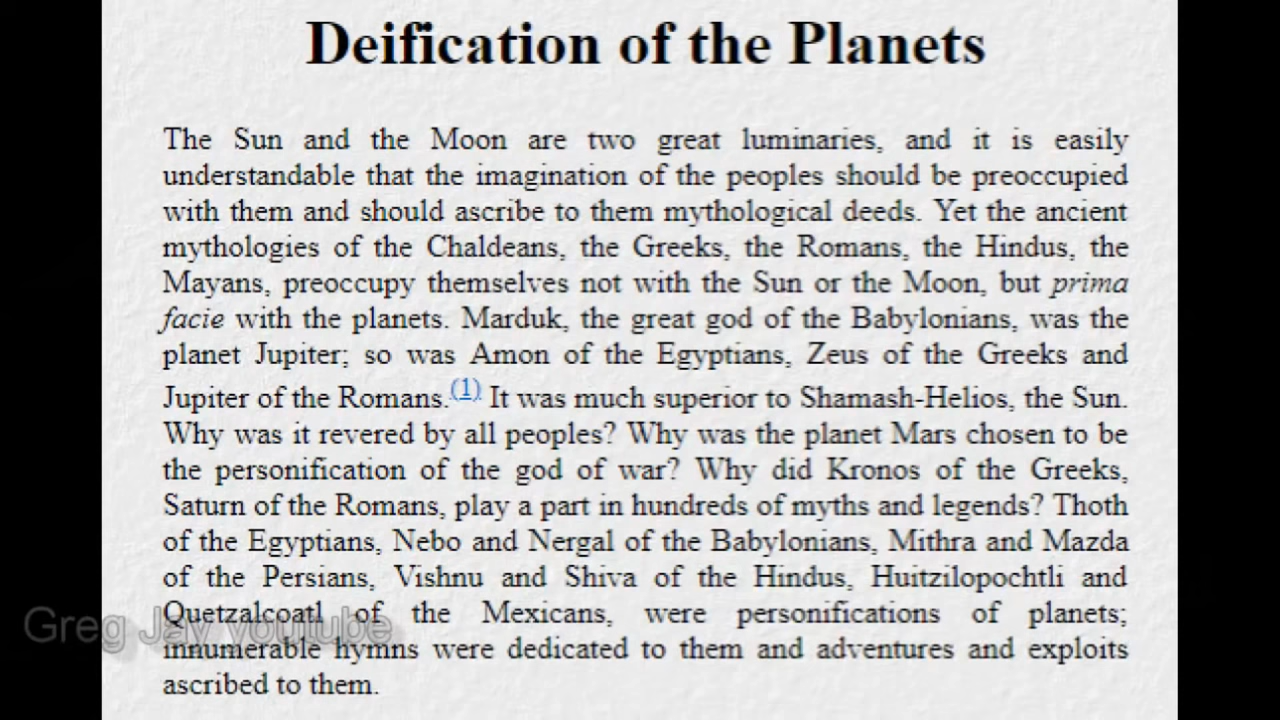 Deification of the Planets
The Sun and the Moon are two great luminaries, and it is easily
understandable that the imagination of the peoples should be preoccupied
with them and should ascribe to them mythological deeds. Yet the ancient
mythologies of the Chaldeans, the Greeks, the Romans, the Hindus, the
Mayans, preoccupy themselves not with the Sun or the Moon, but prima
facie with the planets. Marduk, the great god of the Babylonians, was the
planet Jupiter; so was Amon of the Egyptians, Zeus of the Greeks and
Jupiter of the Romans.(1) It was much superior to Shamash-Helios, the Sun.
Why was it revered by all peoples? Why was the planet Mars chosen to be
the personification of the god of war? Why did Kronos of the Greeks,
Saturn of the Romans, play a part in hundreds of myths and legends? Thoth
of the Egyptians, Nebo and Nergal of the Babylonians, Mithra and Mazda
of the Persians, Vishnu and Shiva of the Hindus, Huitzilopochtli and
Quetzalcoatl of the Mexicans, were personifications of planets;
innumerable hymns were dedicated to them and adventures and exploits
ascribed to them.
Greg Jay youtube